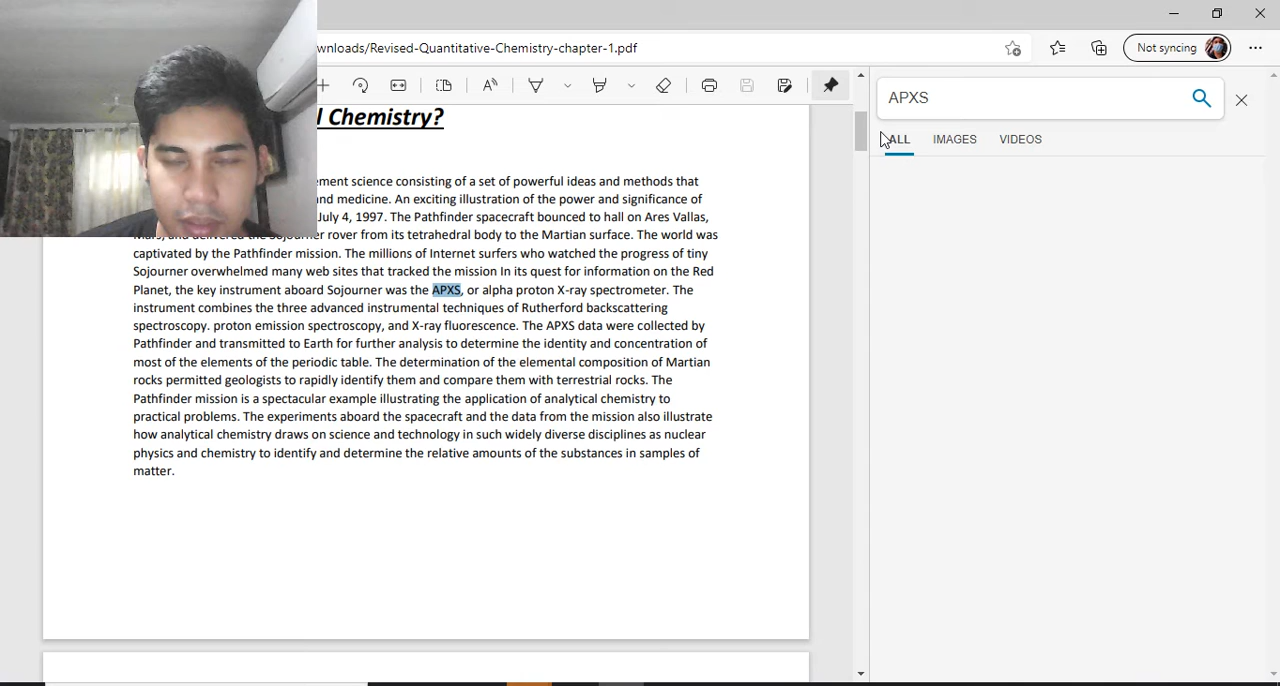 wnloads/Revised-Quantitative-Chemistry-chapter-1.pdf
Not syncing
l Chemistry?
APXS
ALL IMAGES VIDEOS
ement science consisting of a set of powerful ideas and methods that
nd medicine. An exciting illustration of the power and significance of
July 4, 1997. The Pathfinder spacecraft bounced to hall on Ares Vallas,
Mars, and delivered the Sojourner rover from its tetrahedral body to the Martian surface. The world was
captivated by the Pathfinder mission. The millions of Internet surfers who watched the progress of tiny
Sojourner overwhelmed many web sites that tracked the mission In its quest for information on the Red
Planet, the key instrument aboard Sojourner was the APXS, or alpha proton X-ray spectrometer. The
instrument combines the three advanced instrumental techniques of Rutherford backscattering
spectroscopy. proton emission spectroscopy, and X-ray fluorescence. The APXS data were collected by
Pathfinder and transmitted to Earth for further analysis to determine the identity and concentration of
most of the elements of the periodic table. The determination of the elemental composition of Martian
rocks permitted geologists to rapidly identify them and compare them with terrestrial rocks. The
Pathfinder mission is a spectacular example illustrating the application of analytical chemistry to
practical problems. The experiments aboard the spacecraft and the data from the mission also illustrate
how analytical chemistry draws on science and technology in such widely diverse disciplines as nuclear
physics and chemistry to identify and determine the relative amounts of the substances in samples of
matter.